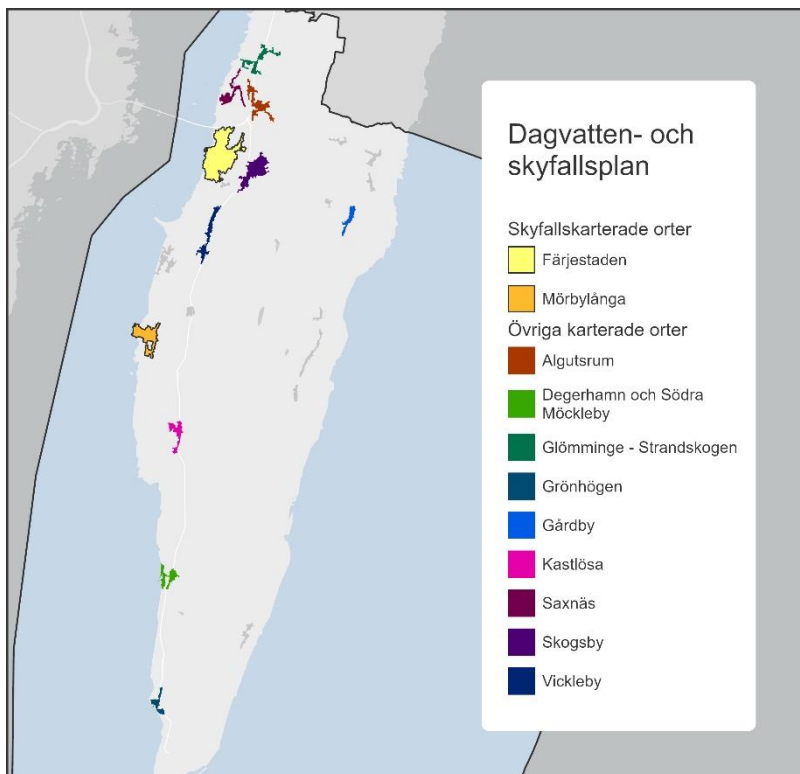 Dagvatten- och
skyfallsplan
Skyfallskarterade orter
Färjestaden
Mörbylånga
Övriga karterade orter
Algutsrum
Degerhamn och Södra
Möckleby
Glömminge - Strandskogen
Grönhögen
Gårdby
Kastlösa
Saxnäs
Skogsby
Vickleby